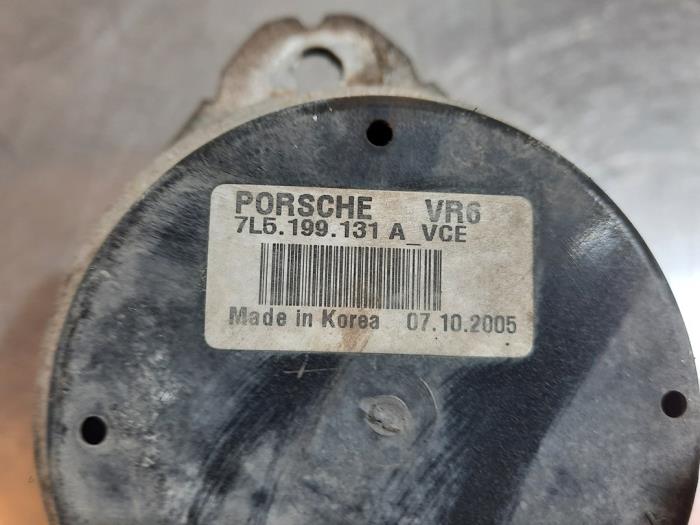 PORSCHE VR6
7L5.199.131 A_VCE
Made in Korea 07.10.2005